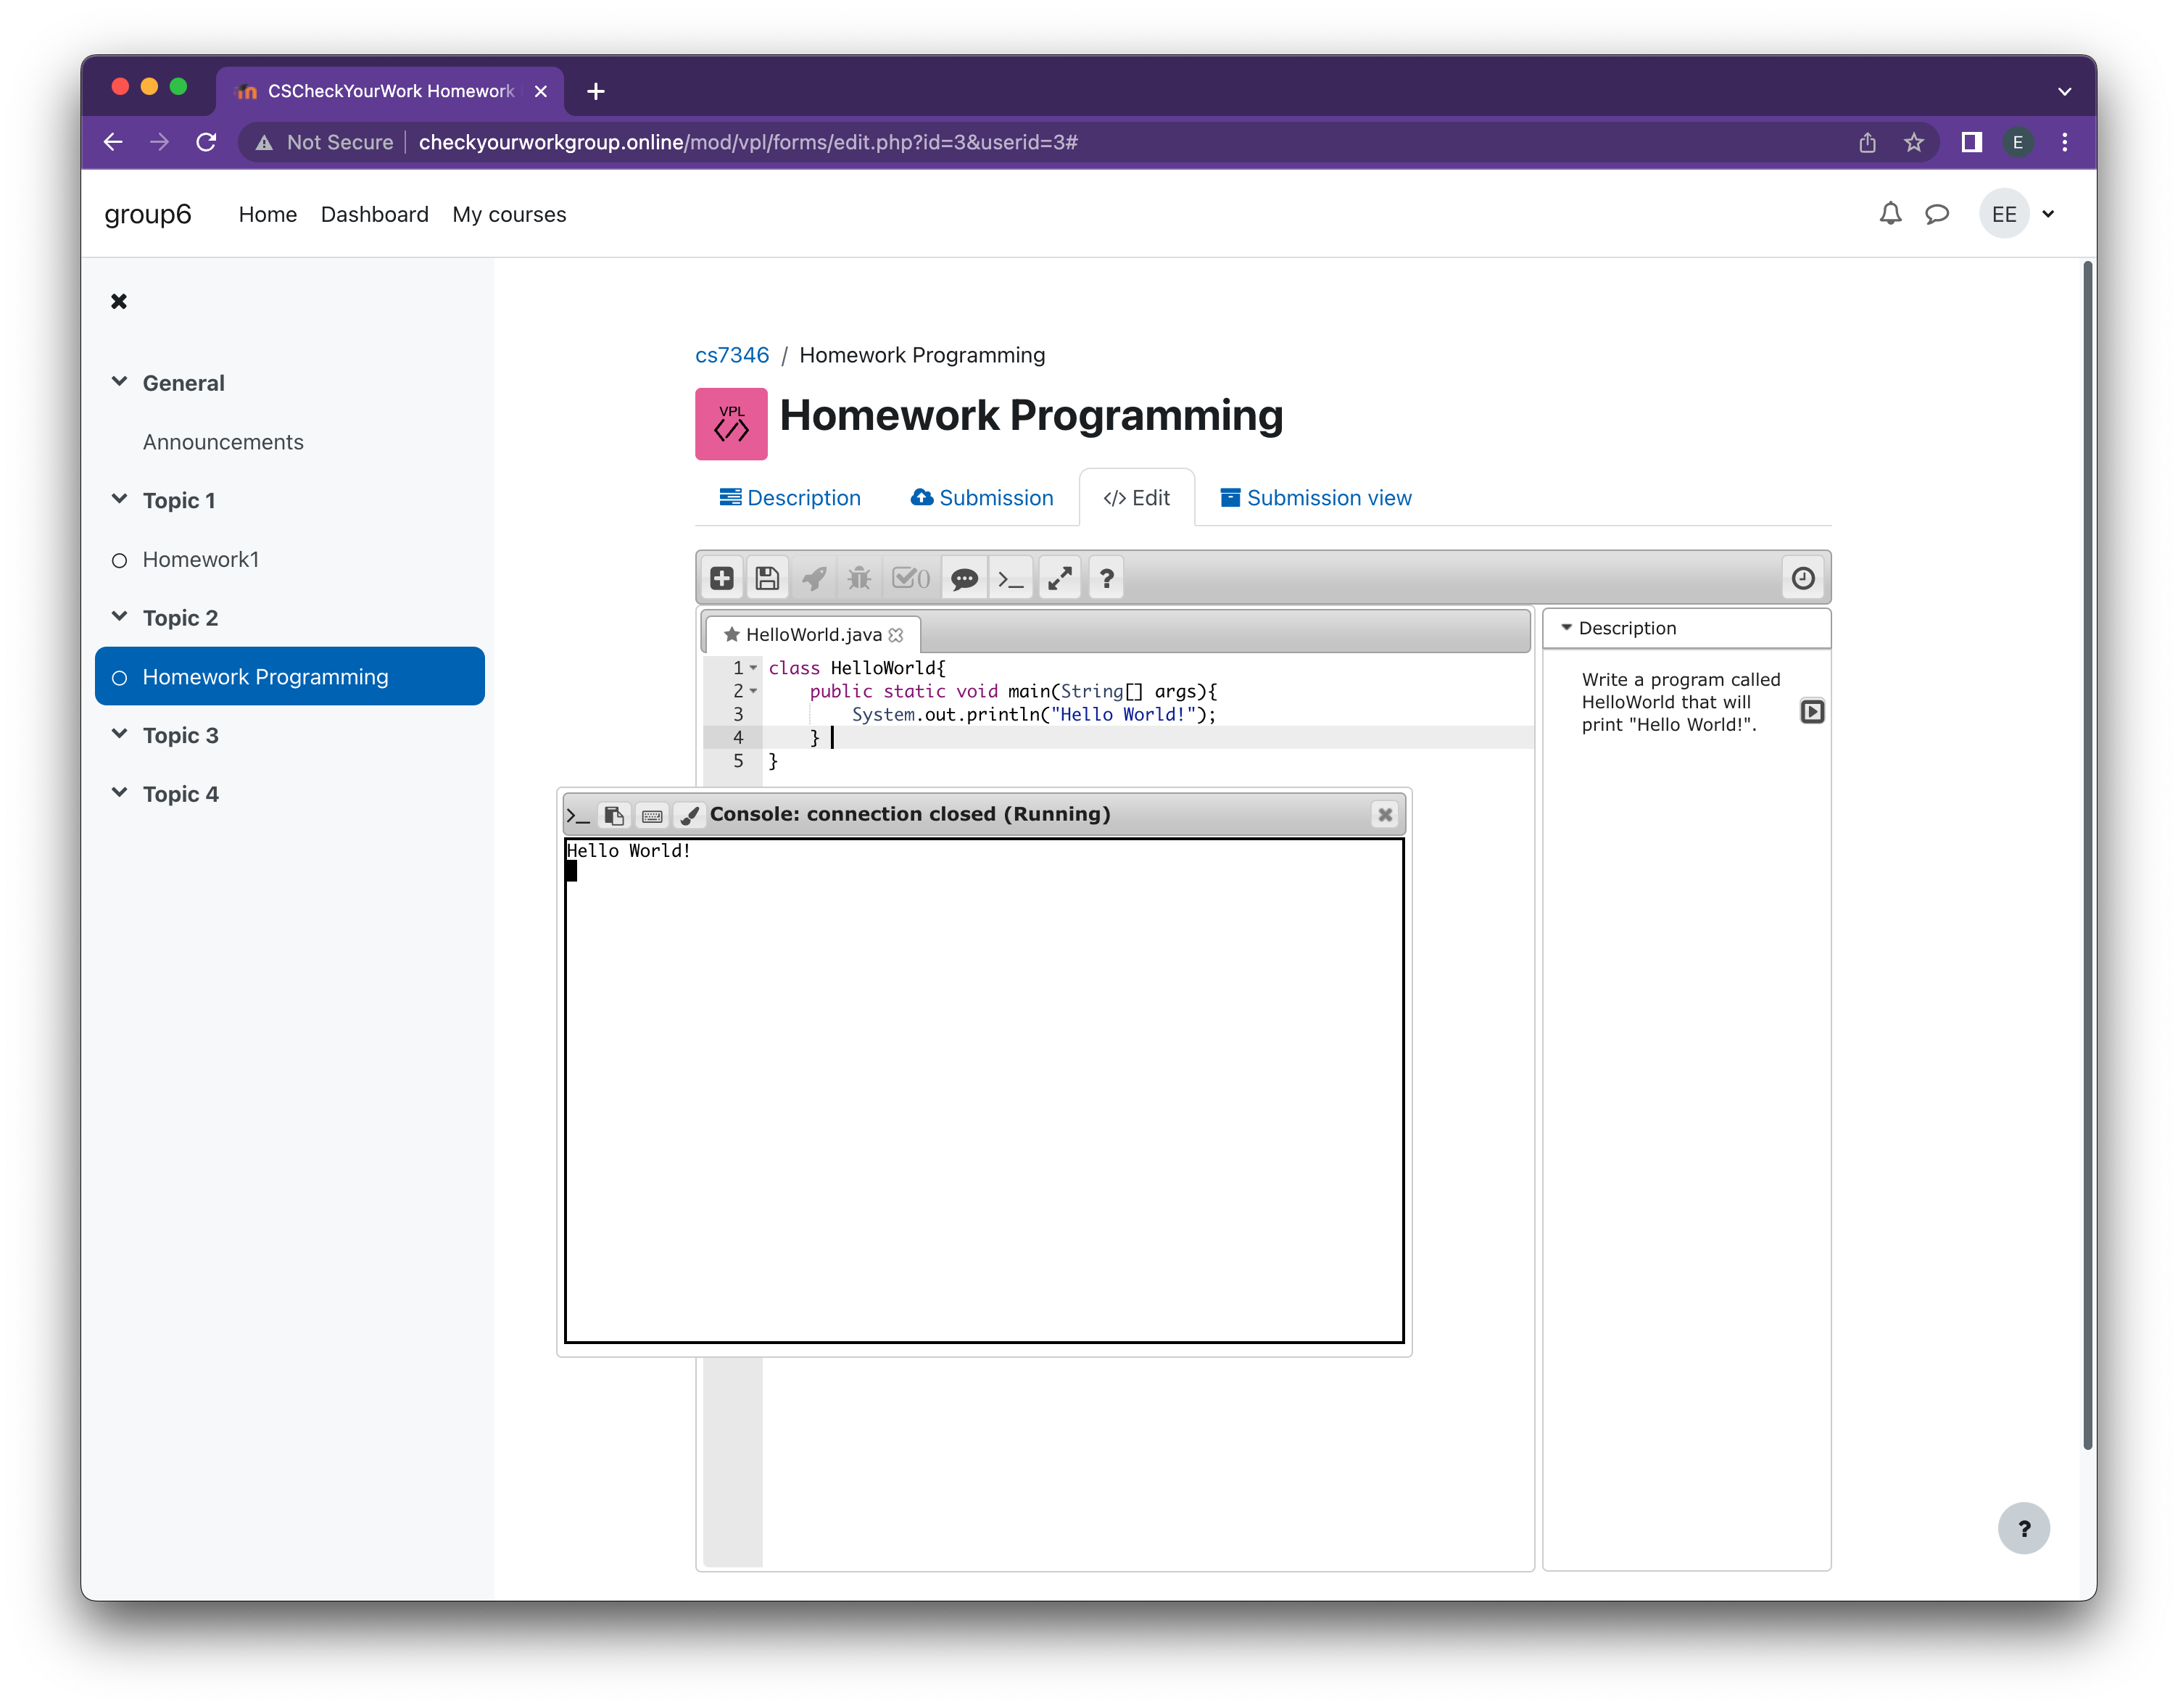 CSCheckYourWork Homework
Not Secure | checkyourworkgroup.online/mod/vpl/forms/edit.php?id=3&userid=3#
E
group6 Home Dashboard My courses
EE
General
Announcements
Topic 1
Homework1
Topic 2
Homework Programming
Topic 3
Topic 4
cs7346 / Homework Programming
VPL
</>
Homework Programming
Description Submission </> Edit Submission view
0 >_ ?
HelloWorld.java
1 class HelloWorld{
2 public static void main(String[] args){
3 System.out.println("Hello World!");
4 }
5 }
Description
Write a program called
HelloWorld that will
print "Hello World!".
>_ Console: connection closed (Running)
Hello World!
?